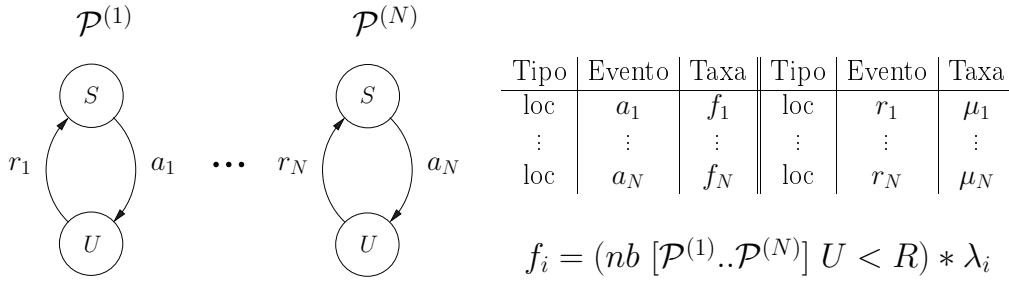 𝒫^(1) 𝒫^(N)
S S
r_1 a_1 ••• r_N a_N
U U
Tipo Evento Taxa Tipo Evento Taxa
loc a_1 f_1 loc r_1 μ_1
⋮ ⋮ ⋮ ⋮ ⋮ ⋮
loc a_N f_N loc r_N μ_N
f_i = (nb [𝒫^(1)..𝒫^(N)] U < R) * λ_i